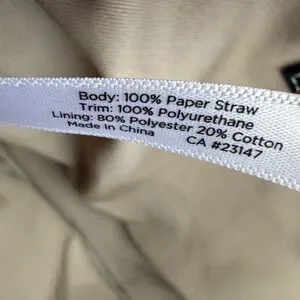 Body: 100% Paper Straw
Trim: 100% Polyurethane
Lining: 80% Polyester 20% Cotton
Made in China CA #23147